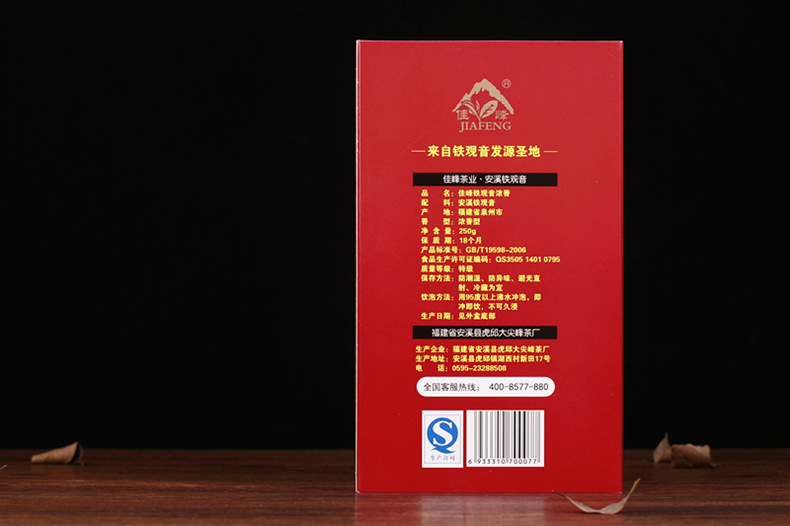 ®
佳峰
JIAFENG
来自铁观音发源圣地
佳峰茶业·安溪铁观音
品 名：佳峰铁观音浓香
配 料：安溪铁观音
产 地：福建省泉州市
香 型：浓香型
净 含 量：250g
保 质 期：18个月
产品标准号：GB/T19598-2006
食品生产许可证编码：QS3505 1401 0795
质量等级：特级
保存方法：防潮湿、防异味、避光直
射、冷藏为宜
饮泡方法：用95度以上沸水冲泡，即
冲即饮，不可久浸
生产日期：见外盒底部
福建省安溪县虎邱大尖峰茶厂
生产企业：福建省安溪县虎邱大尖峰茶厂
生产地址：安溪县虎邱镇湖西村新田17号
电 话：0595-23288508
全国客服热线： 400-8577-880
生产许可
6 933310 700077